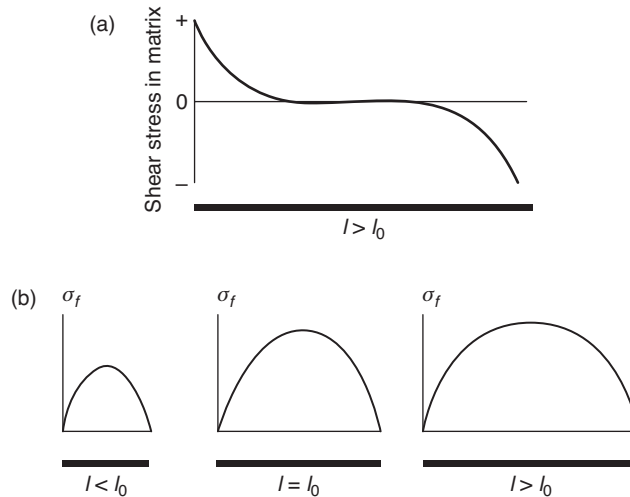 (a)
Shear stress in matrix
+
0
–
l > l0
(b)
σf
σf
σf
l < l0
l = l0
l > l0